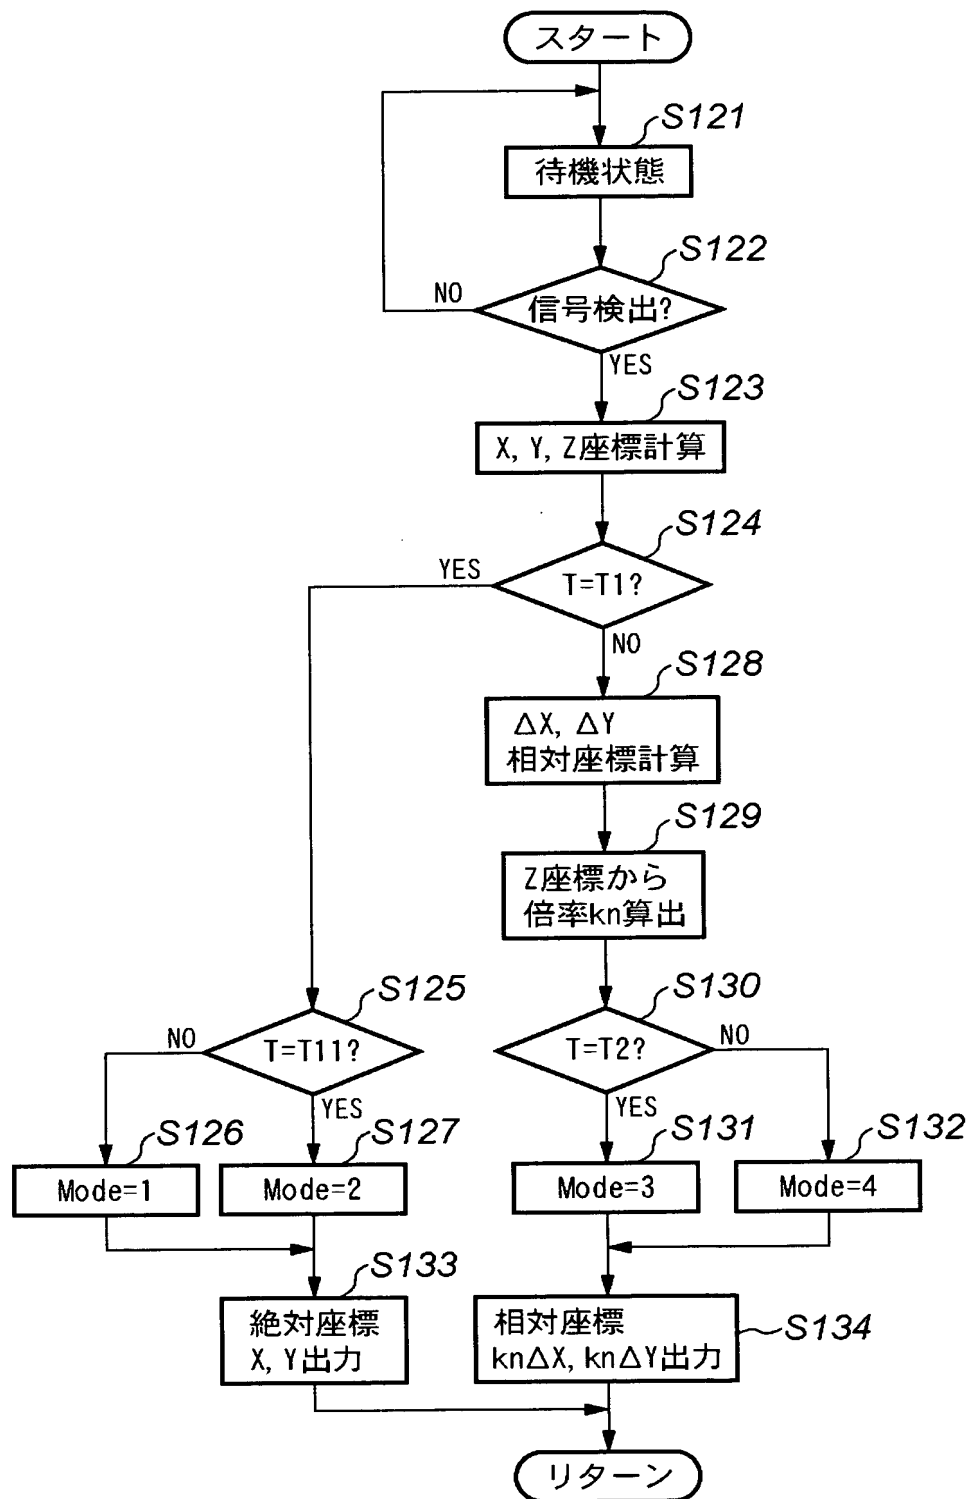 スタート
S121
待機状態
S122
信号検出?
NO
YES
S123
X, Y, Z座標計算
S124
T=T1?
YES
NO
S128
ΔX, ΔY
相対座標計算
S129
Z座標から
倍率kn算出
S125
T=T11?
NO
YES
S130
T=T2?
NO
YES
S126
Mode=1
S127
Mode=2
S131
Mode=3
S132
Mode=4
S133
絶対座標
X, Y出力
S134
相対座標
knΔX, knΔY出力
リターン